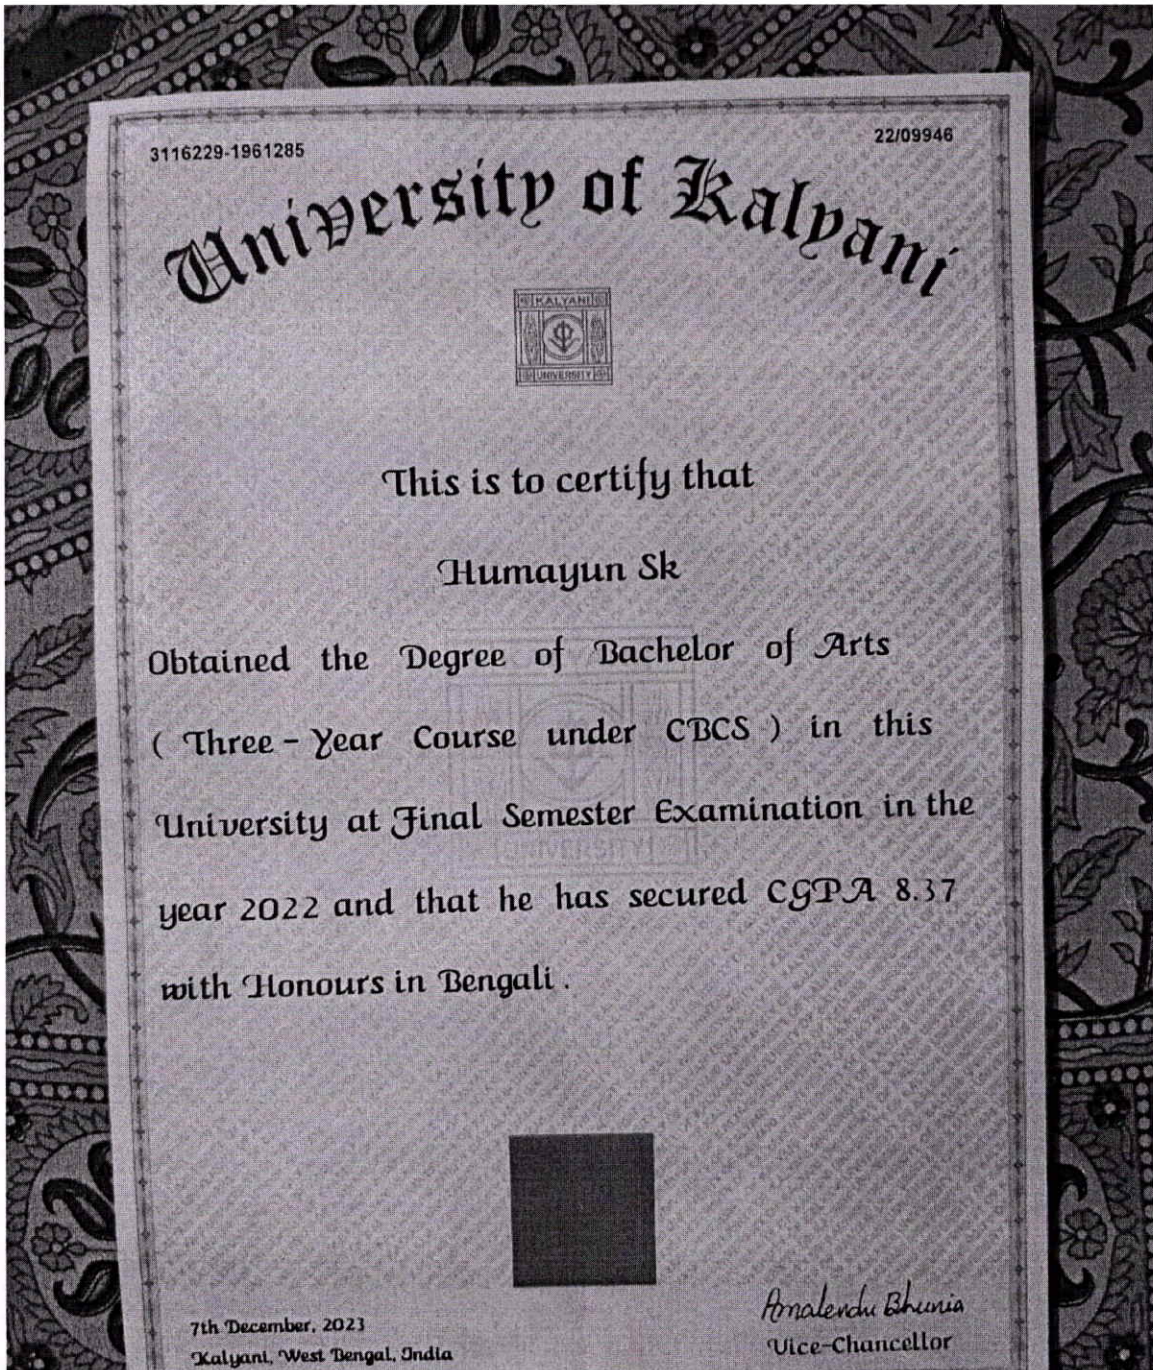 3116229-1961285
22/09946
University of Kalyani
KALYANI
UNIVERSITY
This is to certify that
Humayun Sk
Obtained the Degree of Bachelor of Arts
( Three - Year Course under CBCS ) in this
University at Final Semester Examination in the
year 2022 and that he has secured CGPA 8.37
with Honours in Bengali .
UNIVERSITY
7th December, 2023
Kalyani, West Bengal, India
Amalendu Bhunia
Vice-Chancellor